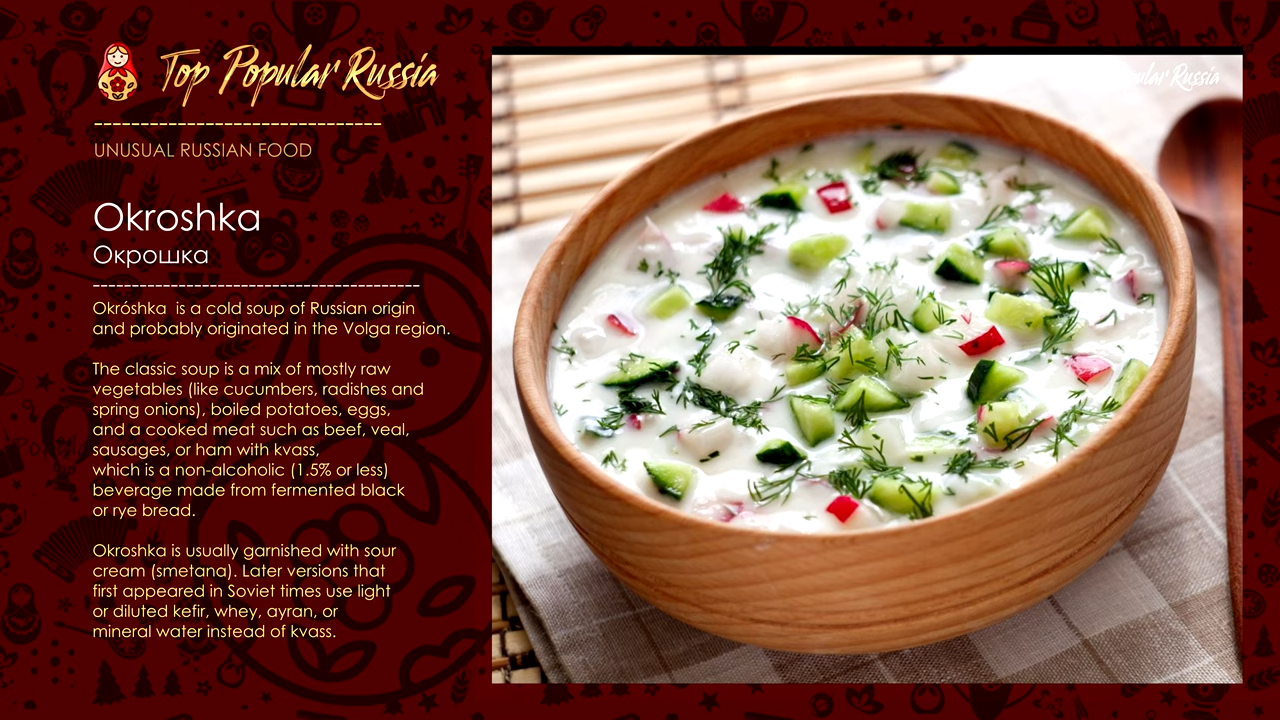 Top Popular Russia
UNUSUAL RUSSIAN FOOD
Okroshka
Окрошка
Okróshka is a cold soup of Russian origin
and probably originated in the Volga region.
The classic soup is a mix of mostly raw
vegetables (like cucumbers, radishes and
spring onions), boiled potatoes, eggs,
and a cooked meat such as beef, veal,
sausages, or ham with kvass,
which is a non-alcoholic (1.5% or less)
beverage made from fermented black
or rye bread.
Okroshka is usually garnished with sour
cream (smetana). Later versions that
first appeared in Soviet times use light
or diluted kefir, whey, ayran, or
mineral water instead of kvass.
Russia